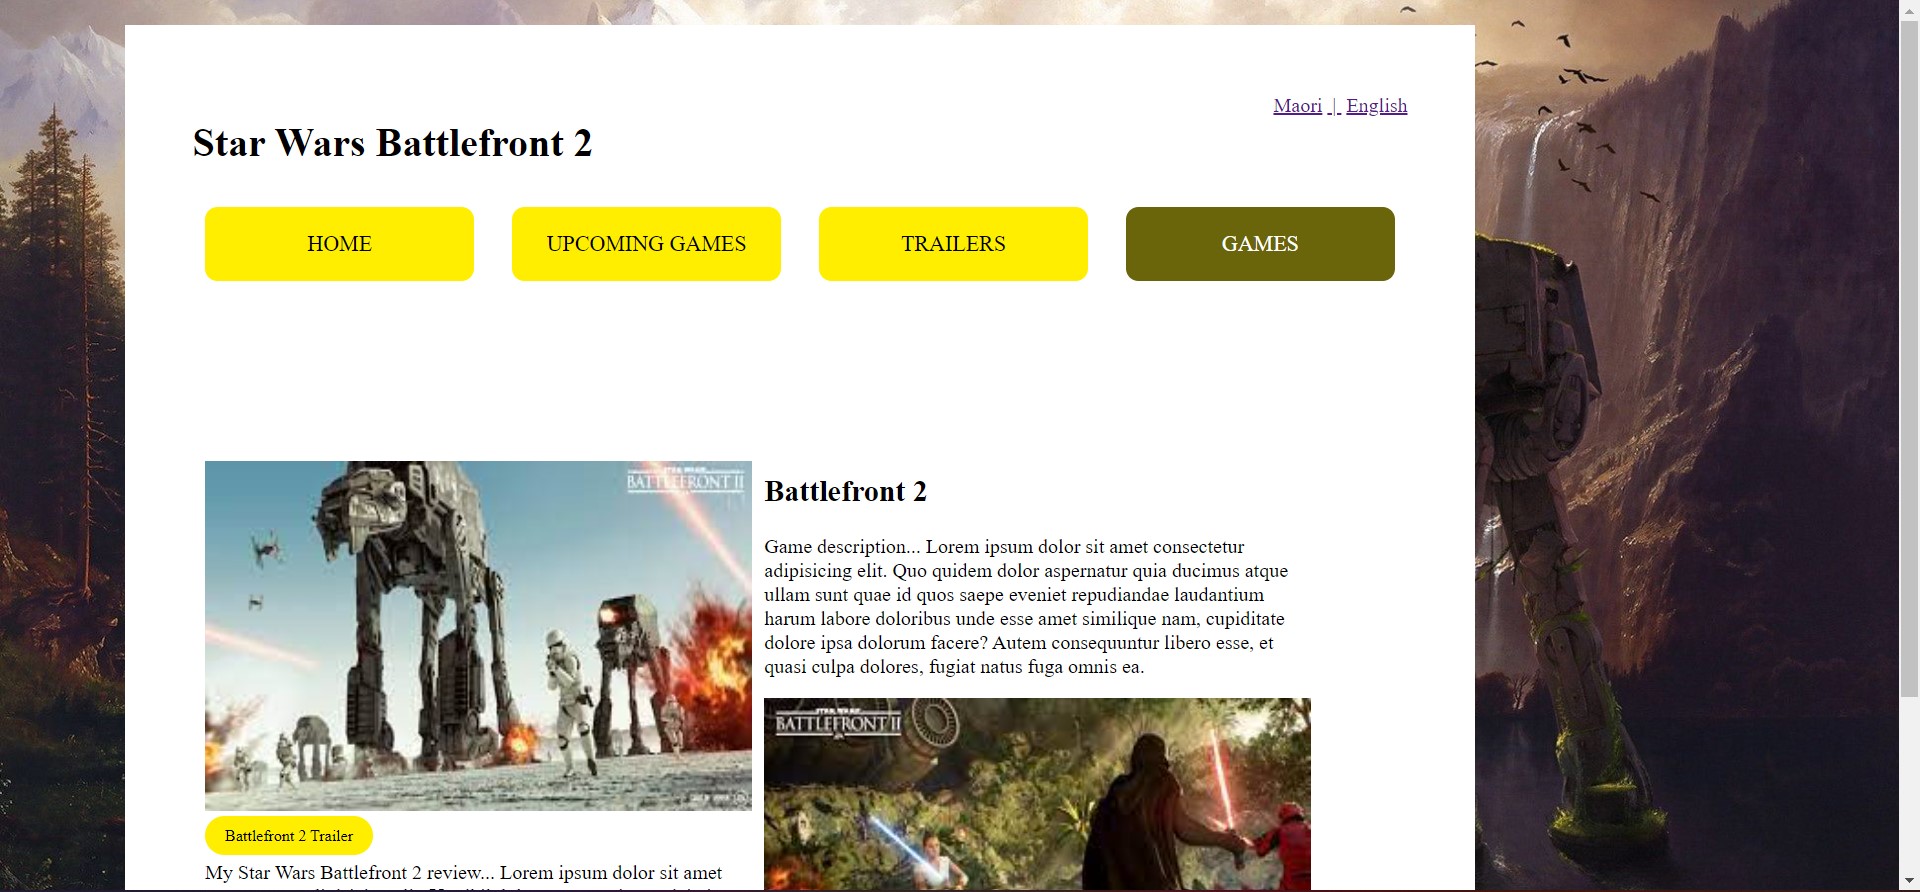 Maori | English
Star Wars Battlefront 2
HOME
UPCOMING GAMES
TRAILERS
GAMES
STAR WARS
BATTLEFRONT II
Battlefront 2
Game description... Lorem ipsum dolor sit amet consectetur
adipisicing elit. Quo quidem dolor aspernatur quia ducimus atque
ullam sunt quae id quos saepe eveniet repudiandae laudantium
harum labore doloribus unde esse amet similique nam, cupiditate
dolore ipsa dolorum facere? Autem consequuntur libero esse, et
quasi culpa dolores, fugiat natus fuga omnis ea.
STAR WARS
BATTLEFRONT II
Battlefront 2 Trailer
My Star Wars Battlefront 2 review... Lorem ipsum dolor sit amet